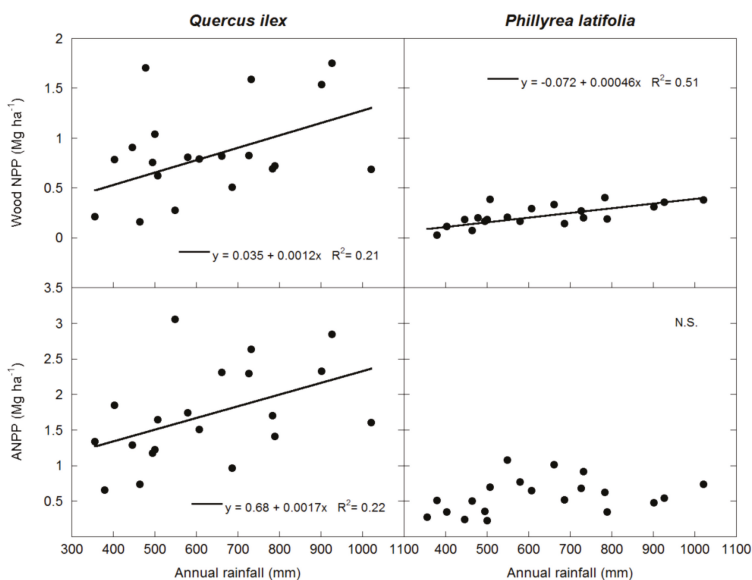 Quercus ilex
Phillyrea latifolia
2
1.5
1
0.5
0
Wood NPP (Mg ha⁻¹)
y = 0.035 + 0.0012x R²= 0.21
y = -0.072 + 0.00046x R²= 0.51
3.5
3
2.5
2
1.5
1
0.5
ANPP (Mg ha⁻¹)
y = 0.68 + 0.0017x R²= 0.22
N.S.
300 400 500 600 700 800 900 1000 1100 400 500 600 700 800 900 1000 1100
Annual rainfall (mm)
Annual rainfall (mm)